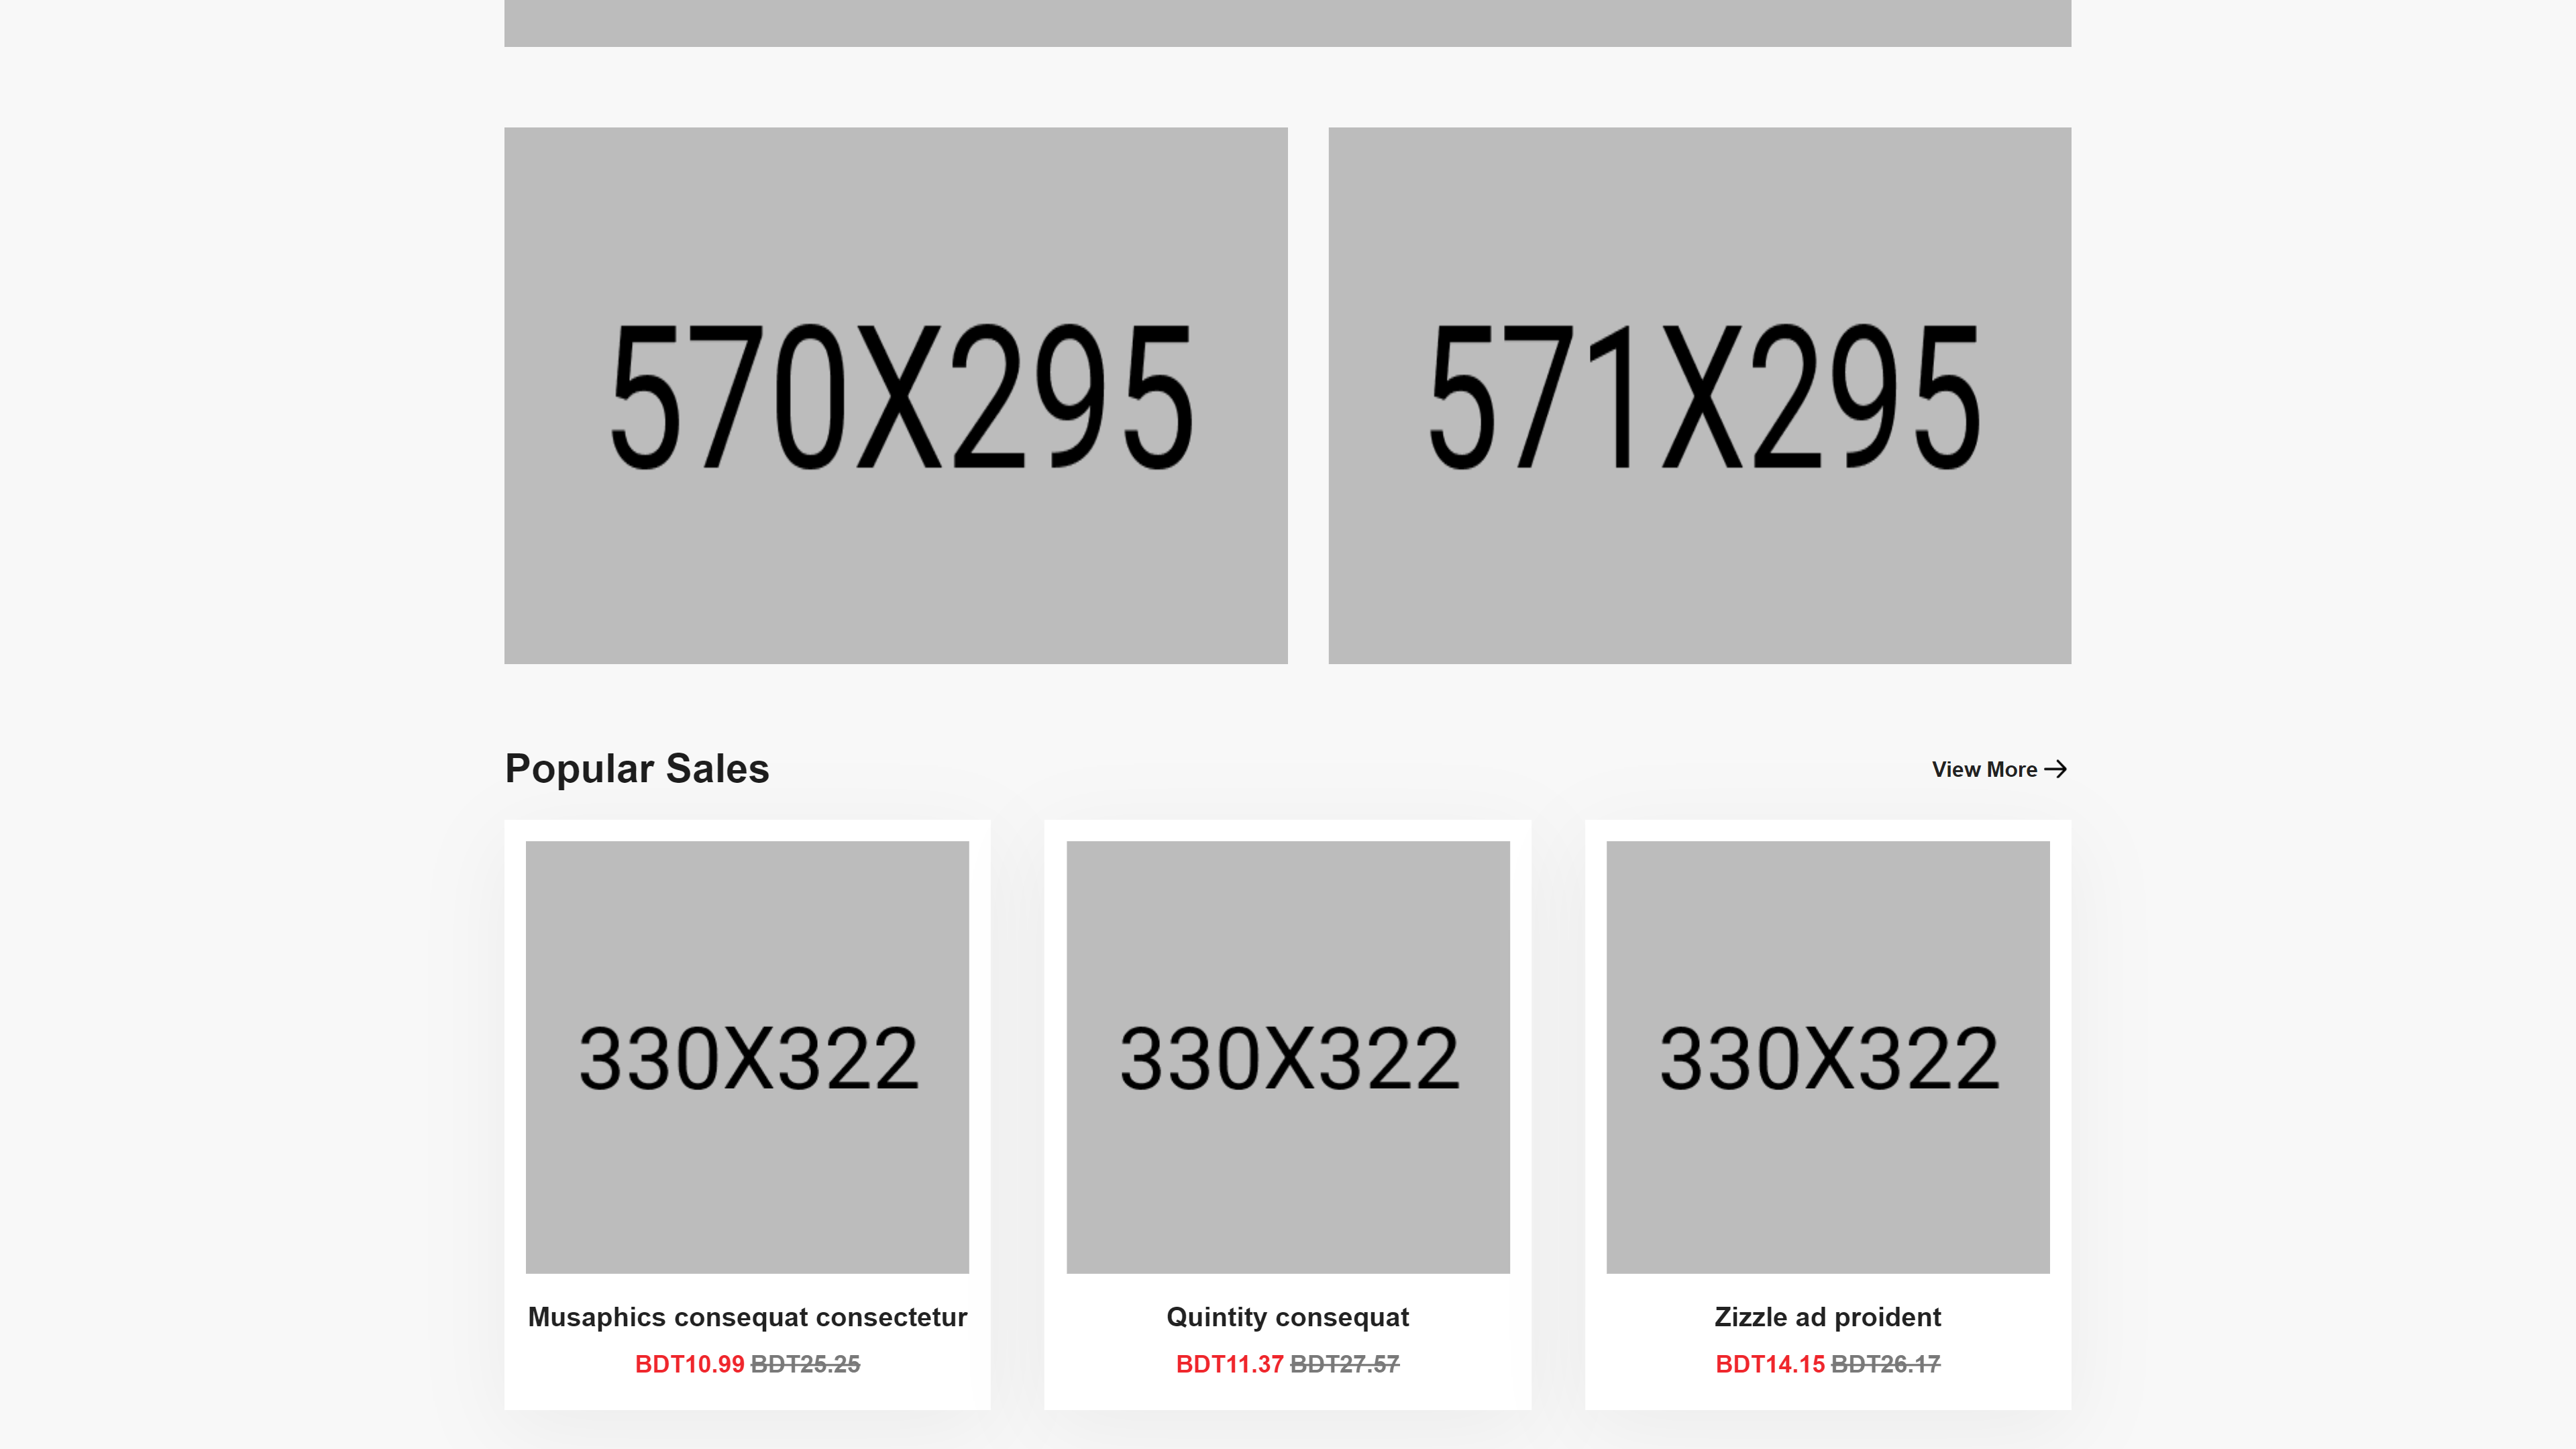 570X295
571X295
Popular Sales
View More
330X322
330X322
330X322
Musaphics consequat consectetur
BDT10.99 BDT25.25
Quintity consequat
BDT11.37 BDT27.57
Zizzle ad proident
BDT14.15 BDT26.17